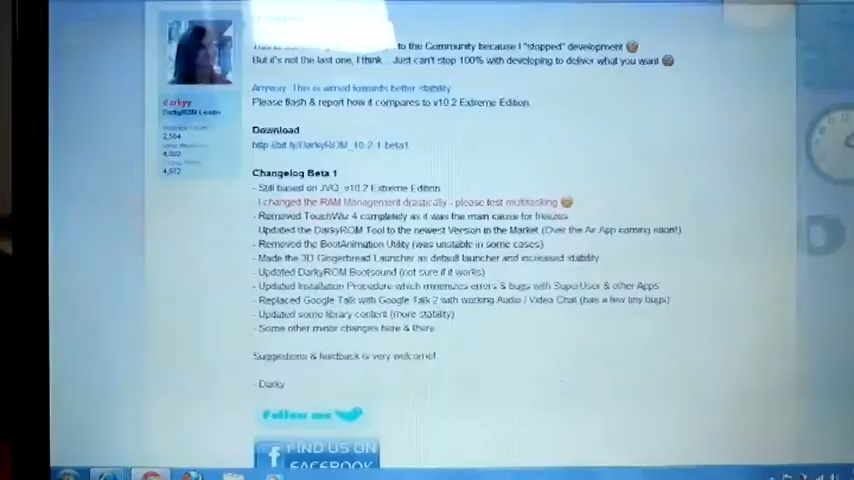 to the Community because I "stopped" development
But it's not the last one, I think... Just can't stop 100% with developing to deliver what you want
darkyy
DarkyROM Leader
2,564
Anyway, This is aimed towards better stability
Please flash & report how it compares to v10.2 Extreme Edition.
Download
http://bit.ly/DarkyROM_10-2-1-beta1
Changelog Beta 1
- Still based on JVQ, v10.2 Extreme Edition
- I changed the RAM Management drastically - please test multitasking
- Removed TouchWiz 4 completely as it was the main cause for freezes
- Updated the DarkyROM Tool to the newest Version in the Market (Over the Air App coming soon!)
- Removed the BootAnimation Utility (was unstable in some cases)
- Made the 3D Gingerbread Launcher as default launcher and increased stability
- Updated DarkyROM Bootsound (not sure if it works)
- Updated Installation Procedure which minimizes errors & bugs with SuperUser & other Apps
- Replaced Google Talk with Google Talk 2 with working Audio / Video Chat (has a few tiny bugs)
- Updated some library content (more stability)
- Some other minor changes here & there
Suggestions & feedback is very welcome!
- Darky
Follow me
FIND US ON
FACEBOOK